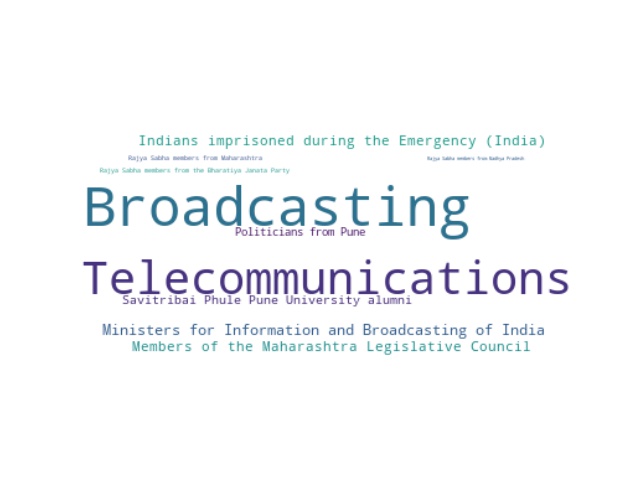 Indians imprisoned during the Emergency (India)
Rajya Sabha members from Maharashtra
Rajya Sabha members from Madhya Pradesh
Rajya Sabha members from the Bharatiya Janata Party
Broadcasting
Politicians from Pune
Telecommunications
Savitribai Phule Pune University alumni
Ministers for Information and Broadcasting of India
Members of the Maharashtra Legislative Council